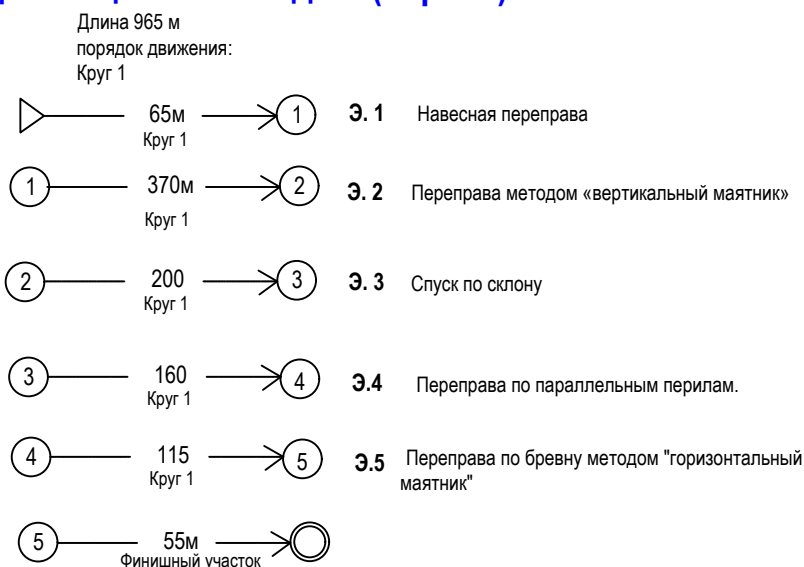 Длина 965 м
порядок движения:
Круг 1
65м 1 Э. 1 Навесная переправа
Круг 1
1 370м 2 Э. 2 Переправа методом «вертикальный маятник»
Круг 1
2 200 3 Э. 3 Спуск по склону
Круг 1
3 160 4 Э.4 Переправа по параллельным перилам.
Круг 1
4 115 5 Э.5 Переправа по бревну методом "горизонтальный
маятник"
Круг 1
5 55м
Финишный участок